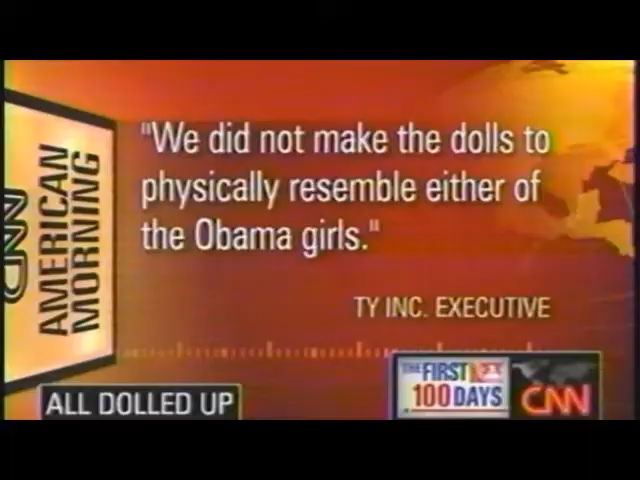 "We did not make the dolls to
physically resemble either of
the Obama girls."
TY INC. EXECUTIVE
CNN
AMERICAN
MORNING
THE FIRST
100 DAYS
CNN
ALL DOLLED UP